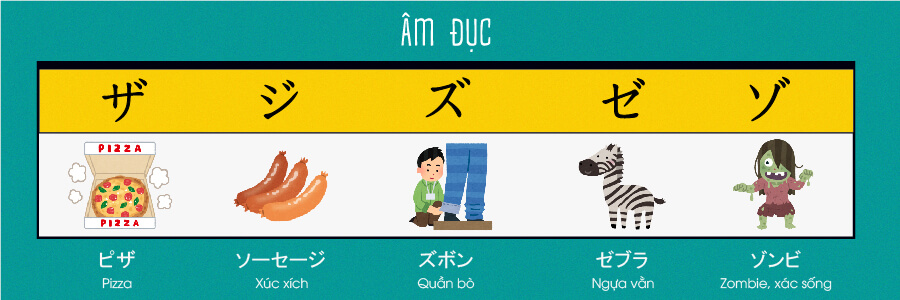 ÂM ĐỤC
ザ ジ ズ ゼ ゾ
PIZZA
PIZZA
ピザ ソーセージ ズボン ゼブラ ゾンビ
Pizza Xúc xích Quần bò Ngựa vằn Zombie, xác sống